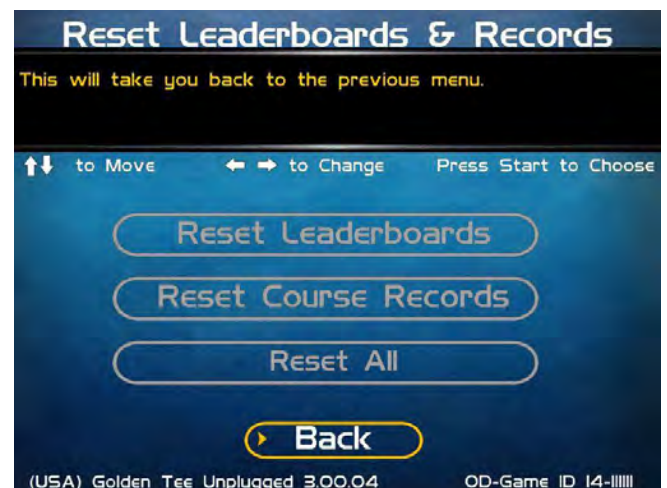 Reset Leaderboards & Records
This will take you back to the previous menu.
to Move to Change Press Start to Choose
Reset Leaderboards
Reset Course Records
Reset All
Back
(USA) Golden Tee Unplugged 3.00.04 OD-Game ID 14-111111